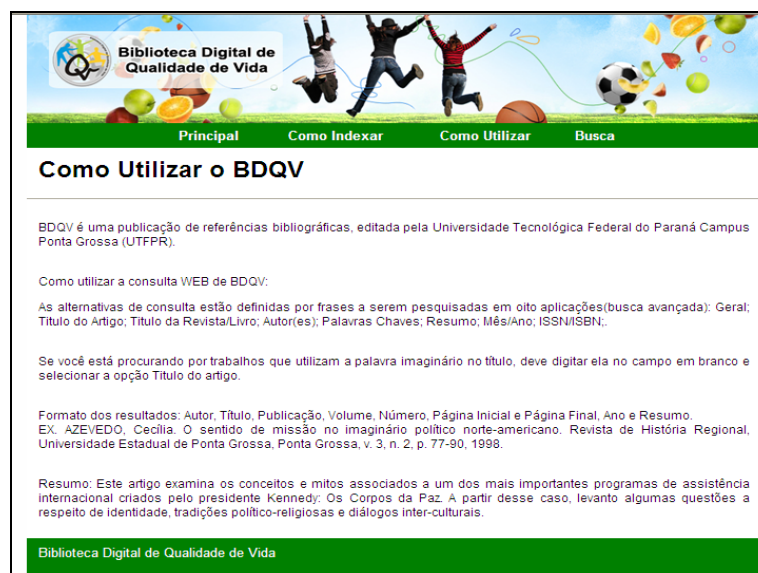 Biblioteca Digital de
Qualidade de Vida
Principal Como Indexar Como Utilizar Busca
Como Utilizar o BDQV
BDQV é uma publicação de referências bibliográficas, editada pela Universidade Tecnológica Federal do Paraná Campus
Ponta Grossa (UTFPR).
Como utilizar a consulta WEB de BDQV:
As alternativas de consulta estão definidas por frases a serem pesquisadas em oito aplicações(busca avançada): Geral;
Titulo do Artigo; Titulo da Revista/Livro; Autor(es); Palavras Chaves; Resumo; Mês/Ano; ISSN/ISBN;.
Se você está procurando por trabalhos que utilizam a palavra imaginário no título, deve digitar ela no campo em branco e
selecionar a opção Titulo do artigo.
Formato dos resultados: Autor, Título, Publicação, Volume, Número, Página Inicial e Página Final, Ano e Resumo.
EX. AZEVEDO, Cecília. O sentido de missão no imaginário político norte-americano. Revista de História Regional,
Universidade Estadual de Ponta Grossa, Ponta Grossa, v. 3, n. 2, p. 77-90, 1998.
Resumo: Este artigo examina os conceitos e mitos associados a um dos mais importantes programas de assistência
internacional criados pelo presidente Kennedy: Os Corpos da Paz. A partir desse caso, levanto algumas questões a
respeito de identidade, tradições político-religiosas e diálogos inter-culturais.
Biblioteca Digital de Qualidade de Vida